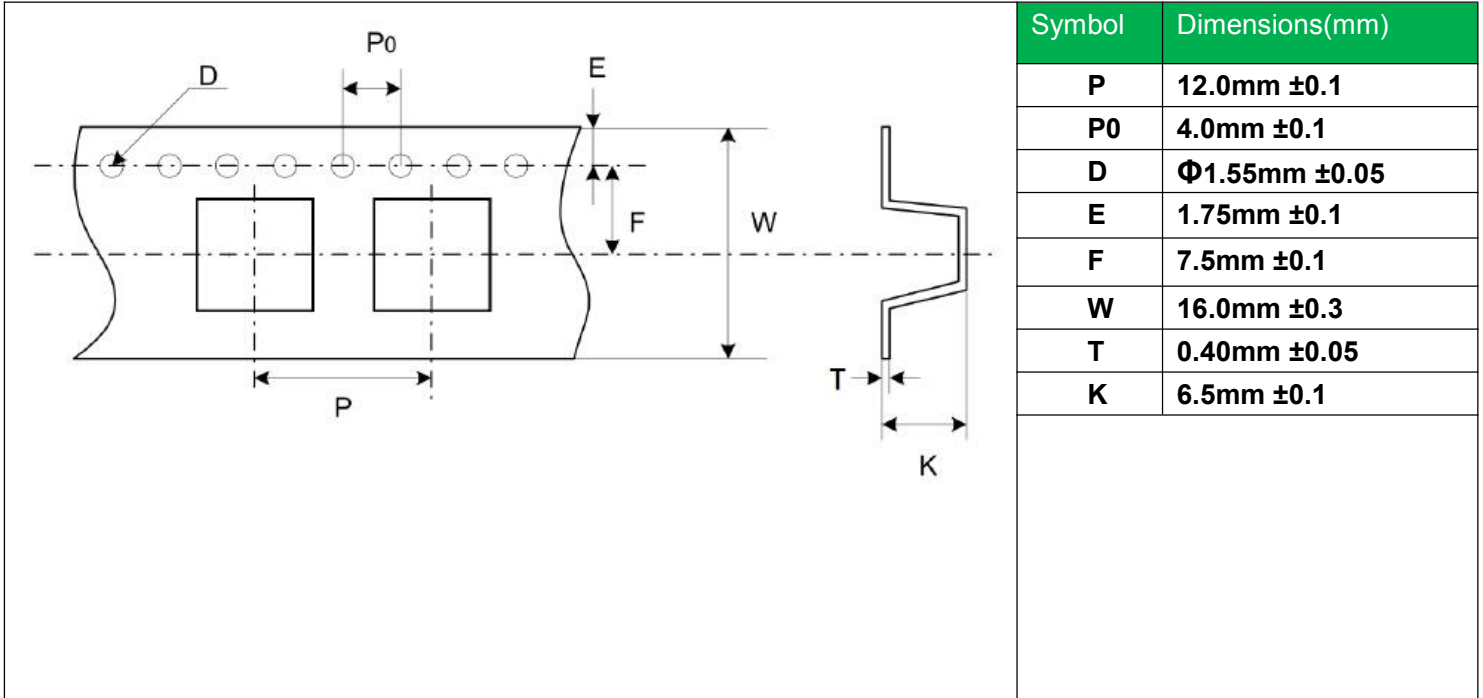 P0
D
E
F
W
P
T
K
Symbol Dimensions(mm)
P 12.0mm ±0.1
P0 4.0mm ±0.1
D Φ1.55mm ±0.05
E 1.75mm ±0.1
F 7.5mm ±0.1
W 16.0mm ±0.3
T 0.40mm ±0.05
K 6.5mm ±0.1